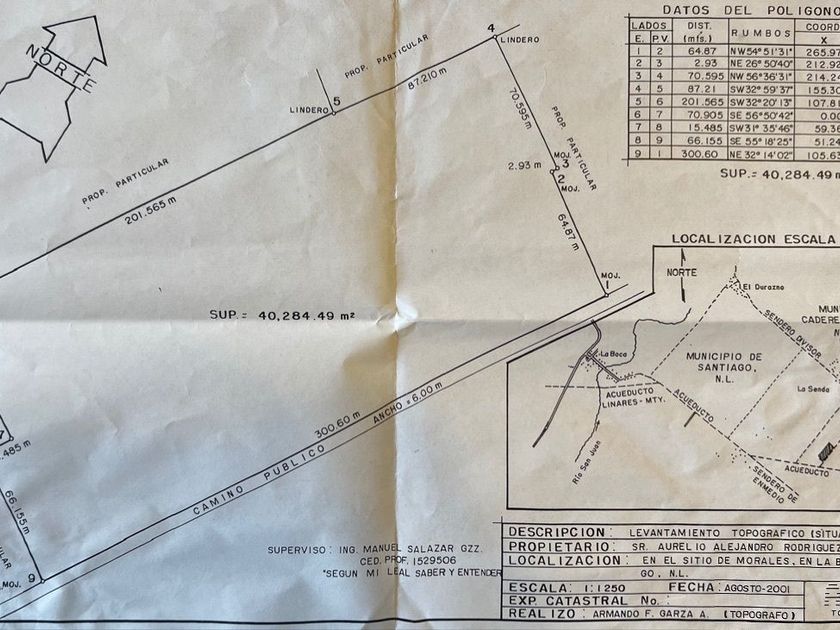 NORTE
PROP. PARTICULAR
201.565 m
LINDERO
5
PROP. PARTICULAR
87.210 m
4
LINDERO
70.595 m
PROP. PARTICULAR
MOJ.
3
2.93 m
2
MOJ.
64.87 m
MOJ.
1
SUP. = 40,284.49 m²
300.60 m
CAMINO PUBLICO
ANCHO = 6.00 m
7
.485 m
66.155 m
MOJ. 9
DATOS DEL POLIGONO
LADOS DIST. RUMBOS COORD
E. P.V. (mts.) X
1 2 64.87 NW 54° 51' 31" 265.97
2 3 2.93 NE 26° 50' 40" 212.92
3 4 70.595 NW 56° 36' 31" 214.24
4 5 87.21 SW 32° 59' 37" 155.30
5 6 201.565 SW 32° 20' 13" 107.81
6 7 70.905 SE 56° 50' 42" 0.0
7 8 15.485 SW 31° 35' 46" 59.3
8 9 66.155 SE 55° 18' 25" 51.24
9 1 300.60 NE 32° 14' 02" 105.63
SUP. = 40,284.49 m
LOCALIZACION ESCALA
NORTE
El Durazno
SENDERO DIVISOR
MUNI
CADERE
N
La Boca
MUNICIPIO DE
SANTIAGO,
N.L.
La Senda
ACUEDUCTO
LINARES - MTY.
ACUEDUCTO
Río San Juan
SENDERO DE
ENMEDIO
ACUEDUCTO
SUPERVISO: ING. MANUEL SALAZAR GZZ.
CED. PROF. 1529506
"SEGUN MI LEAL SABER Y ENTENDER
DESCRIPCION: LEVANTAMIENTO TOPOGRAFICO (SITUA
PROPIETARIO: SR. AURELIO ALEJANDRO RODRIGUEZ
LOCALIZACION: EN EL SITIO DE MORALES, EN LA
GO, N.L.
ESCALA: 1:1250 FECHA: AGOSTO-2001
EXP. CATASTRAL No.:
REALIZO: ARMANDO F. GARZA A. (TOPOGRAFO)